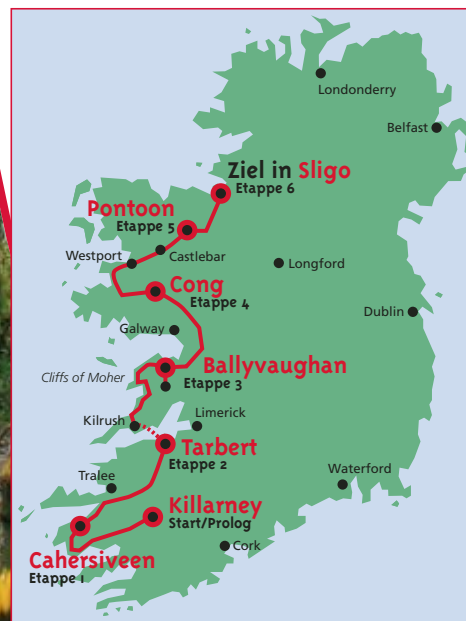 Londonderry
Belfast
Ziel in Sligo
Etappe 6
Pontoon
Etappe 5
Castlebar
Westport
Longford
Cong
Etappe 4
Dublin
Galway
Ballyvaughan
Cliffs of Moher
Etappe 3
Kilrush
Limerick
Tarbert
Etappe 2
Tralee
Waterford
Killarney
Start/Prolog
Cork
Cahersiveen
Etappe 1